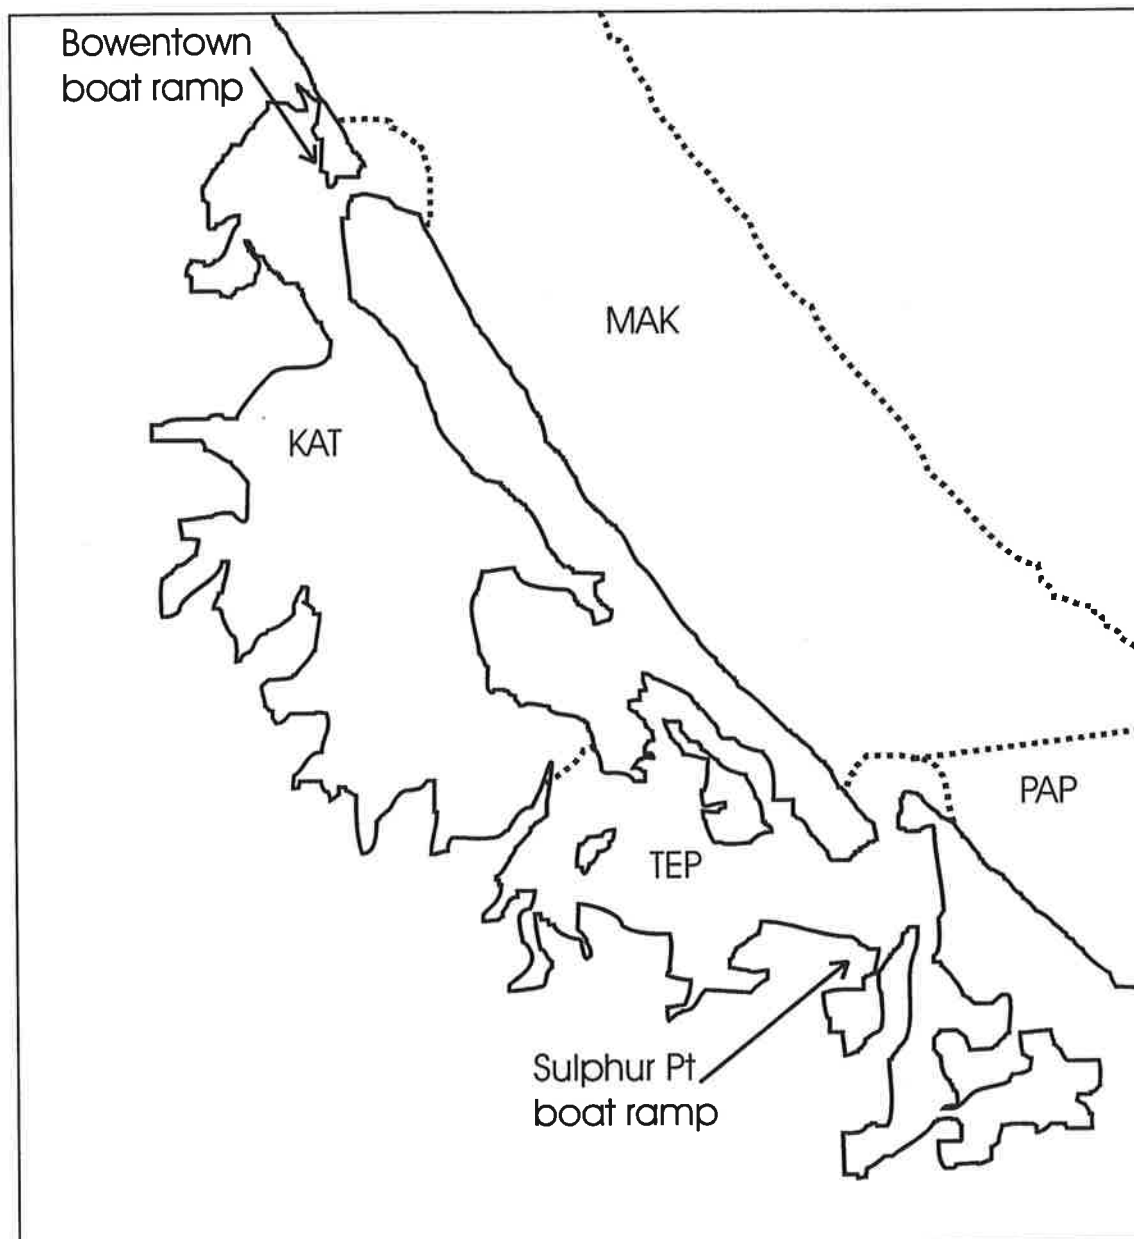 Bowentown
boat ramp
MAK
KAT
PAP
TEP
Sulphur Pt
boat ramp